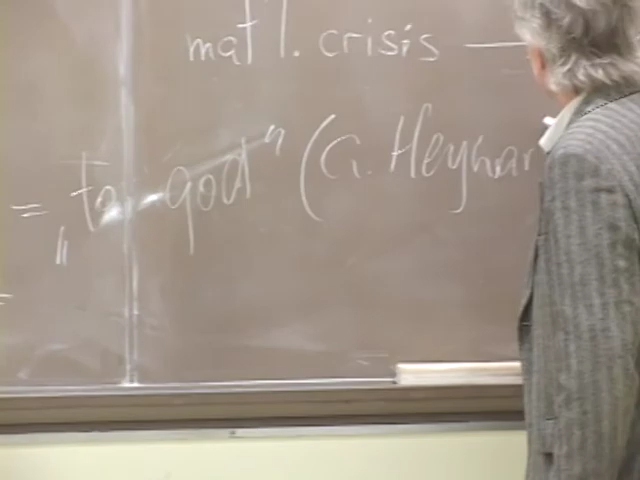 mat'l. crisis —
= „ for god" (G. Heyman